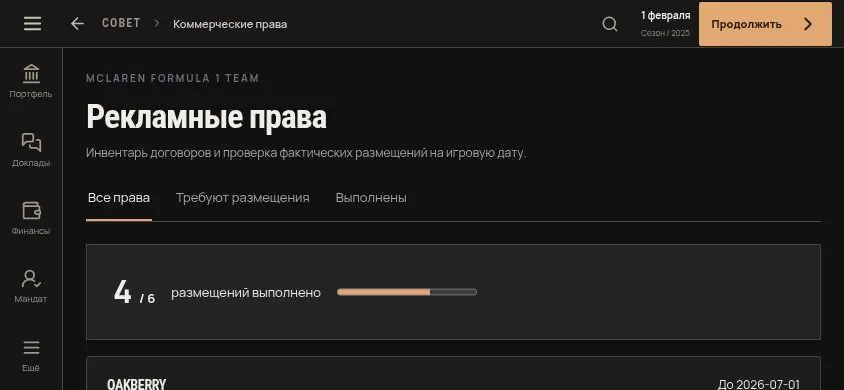 СОВЕТ
Коммерческие права
1 февраля
Сезон / 2025
Продолжить
Портфель
Доклады
Финансы
Мандат
Ещё
MCLAREN FORMULA 1 TEAM
Рекламные права
Инвентарь договоров и проверка фактических размещений на игровую дату.
Все права
Требуют размещения
Выполнены
4 / 6 размещений выполнено
OAKBERRY
До 2026-07-01